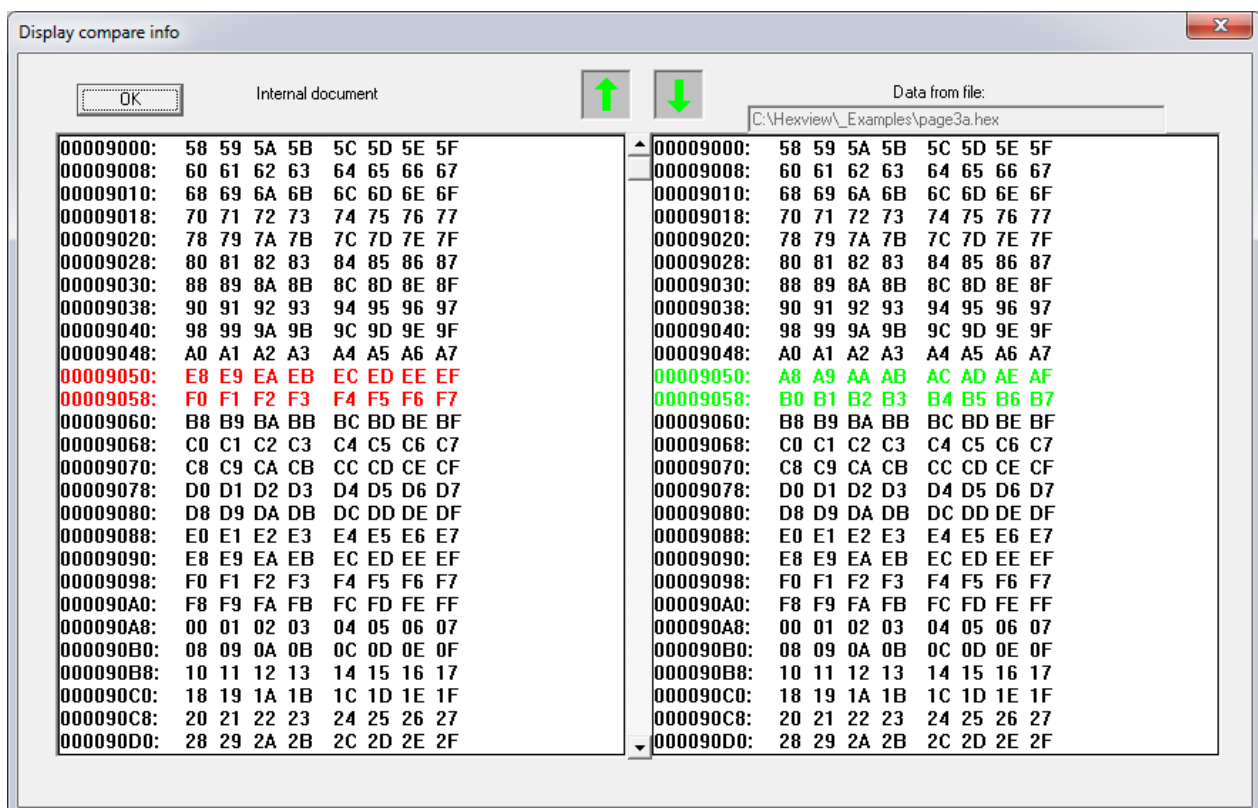 Display compare info
OK
Internal document
Data from file:
C:\Hexview\_Examples\page3a.hex
00009000: 58 59 5A 5B 5C 5D 5E 5F
00009008: 60 61 62 63 64 65 66 67
00009010: 68 69 6A 6B 6C 6D 6E 6F
00009018: 70 71 72 73 74 75 76 77
00009020: 78 79 7A 7B 7C 7D 7E 7F
00009028: 80 81 82 83 84 85 86 87
00009030: 88 89 8A 8B 8C 8D 8E 8F
00009038: 90 91 92 93 94 95 96 97
00009040: 98 99 9A 9B 9C 9D 9E 9F
00009048: A0 A1 A2 A3 A4 A5 A6 A7
00009050: E8 E9 EA EB EC ED EE EF
00009058: F0 F1 F2 F3 F4 F5 F6 F7
00009060: B8 B9 BA BB BC BD BE BF
00009068: C0 C1 C2 C3 C4 C5 C6 C7
00009070: C8 C9 CA CB CC CD CE CF
00009078: D0 D1 D2 D3 D4 D5 D6 D7
00009080: D8 D9 DA DB DC DD DE DF
00009088: E0 E1 E2 E3 E4 E5 E6 E7
00009090: E8 E9 EA EB EC ED EE EF
00009098: F0 F1 F2 F3 F4 F5 F6 F7
000090A0: F8 F9 FA FB FC FD FE FF
000090A8: 00 01 02 03 04 05 06 07
000090B0: 08 09 0A 0B 0C 0D 0E 0F
000090B8: 10 11 12 13 14 15 16 17
000090C0: 18 19 1A 1B 1C 1D 1E 1F
000090C8: 20 21 22 23 24 25 26 27
000090D0: 28 29 2A 2B 2C 2D 2E 2F
00009000: 58 59 5A 5B 5C 5D 5E 5F
00009008: 60 61 62 63 64 65 66 67
00009010: 68 69 6A 6B 6C 6D 6E 6F
00009018: 70 71 72 73 74 75 76 77
00009020: 78 79 7A 7B 7C 7D 7E 7F
00009028: 80 81 82 83 84 85 86 87
00009030: 88 89 8A 8B 8C 8D 8E 8F
00009038: 90 91 92 93 94 95 96 97
00009040: 98 99 9A 9B 9C 9D 9E 9F
00009048: A0 A1 A2 A3 A4 A5 A6 A7
00009050: A8 A9 AA AB AC AD AE AF
00009058: B0 B1 B2 B3 B4 B5 B6 B7
00009060: B8 B9 BA BB BC BD BE BF
00009068: C0 C1 C2 C3 C4 C5 C6 C7
00009070: C8 C9 CA CB CC CD CE CF
00009078: D0 D1 D2 D3 D4 D5 D6 D7
00009080: D8 D9 DA DB DC DD DE DF
00009088: E0 E1 E2 E3 E4 E5 E6 E7
00009090: E8 E9 EA EB EC ED EE EF
00009098: F0 F1 F2 F3 F4 F5 F6 F7
000090A0: F8 F9 FA FB FC FD FE FF
000090A8: 00 01 02 03 04 05 06 07
000090B0: 08 09 0A 0B 0C 0D 0E 0F
000090B8: 10 11 12 13 14 15 16 17
000090C0: 18 19 1A 1B 1C 1D 1E 1F
000090C8: 20 21 22 23 24 25 26 27
000090D0: 28 29 2A 2B 2C 2D 2E 2F